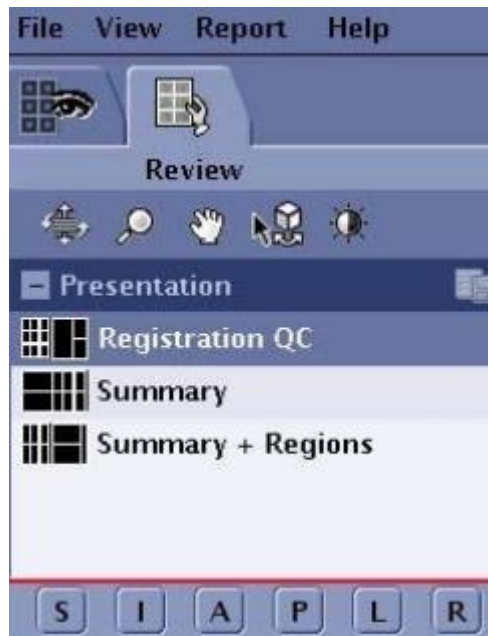 File View Report Help
Review
Presentation
Registration QC
Summary
Summary + Regions
S I A P L R